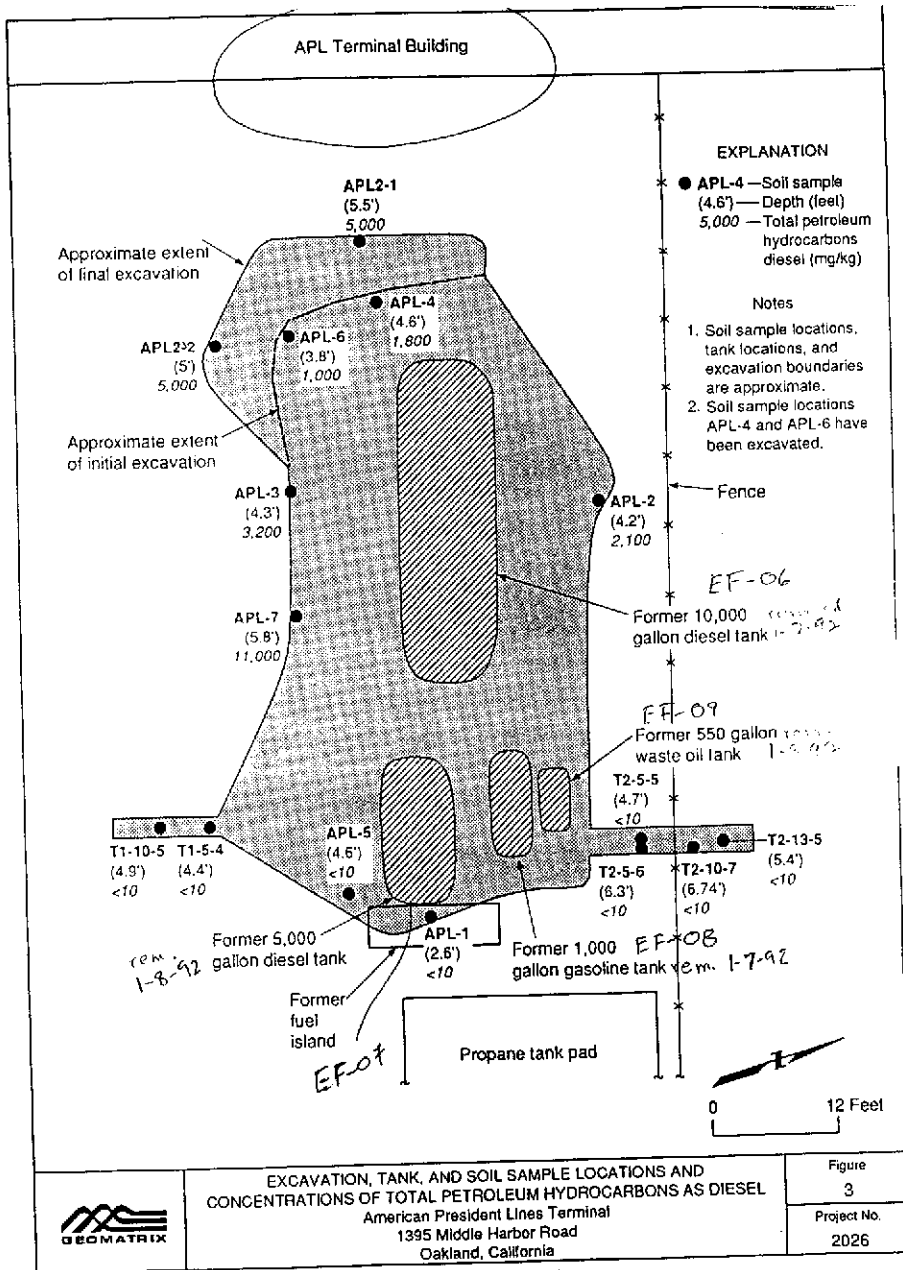 APL Terminal Building
EXPLANATION
APL-4 — Soil sample
(4.6') — Depth (feet)
5,000 — Total petroleum
hydrocarbons
diesel (mg/kg)
Notes
1. Soil sample locations,
tank locations, and
excavation boundaries
are approximate.
2. Soil sample locations
APL-4 and APL-6 have
been excavated.
Fence
APL2-1
(5.5')
5,000
Approximate extent
of final excavation
APL-4
(4.6')
1,800
APL-6
(3.8')
1,000
APL2-2
(5')
5,000
Approximate extent
of initial excavation
APL-3
(4.3')
3,200
APL-2
(4.2')
2,100
EF-06
Former 10,000
gallon diesel tank
APL-7
(5.8')
11,000
EF-09
Former 550 gallon
waste oil tank
T2-5-5
(4.7')
<10
T1-10-5
(4.9')
<10
T1-5-4
(4.4')
<10
APL-5
(4.6')
<10
T2-5-6
(6.3')
<10
T2-10-7
(6.74')
<10
T2-13-5
(5.4')
<10
APL-1
(2.6')
<10
rem.
1-8-92
Former 5,000
gallon diesel tank
Former 1,000 EF-08
gallon gasoline tank rem. 1-7-92
Former
fuel
island
EF-07
Propane tank pad
0 12 Feet
GEOMATRIX
EXCAVATION, TANK, AND SOIL SAMPLE LOCATIONS AND
CONCENTRATIONS OF TOTAL PETROLEUM HYDROCARBONS AS DIESEL
American President Lines Terminal
1395 Middle Harbor Road
Oakland, California
Figure
3
Project No.
2026